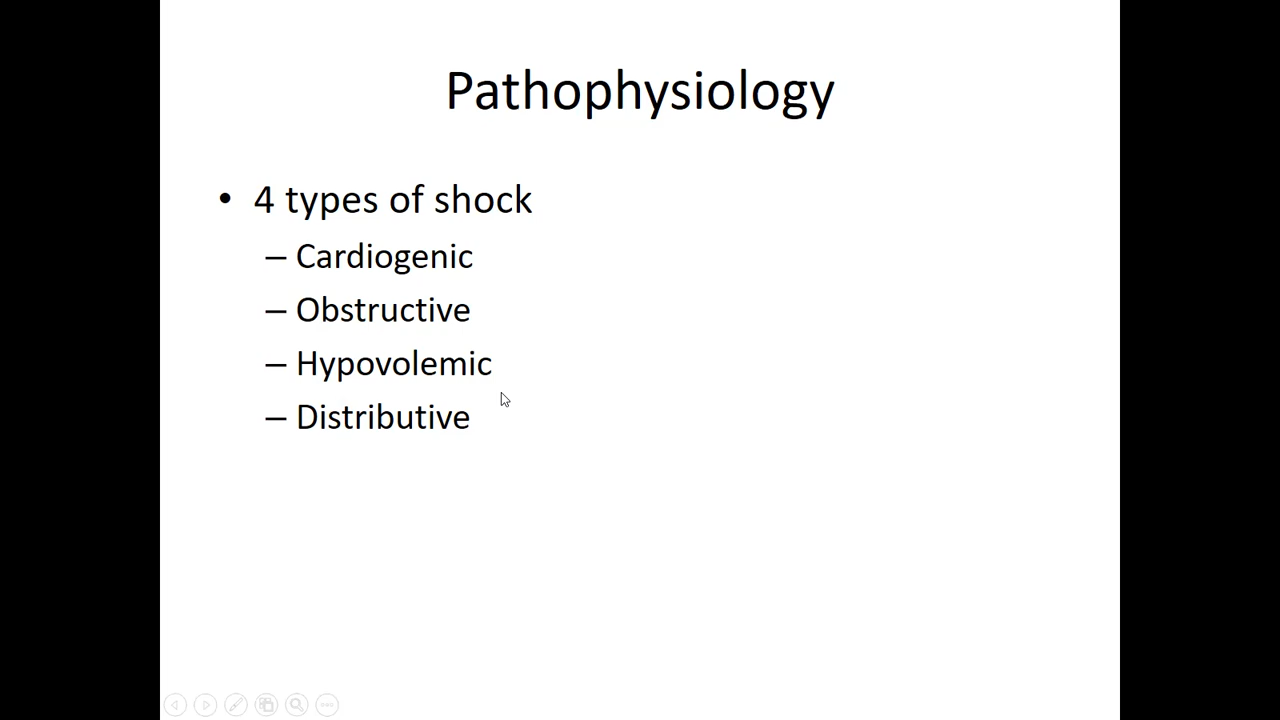 Pathophysiology
• 4 types of shock
– Cardiogenic
– Obstructive
– Hypovolemic
– Distributive